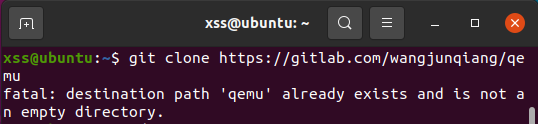 xss@ubuntu: ~
xss@ubuntu:~$ git clone https://gitlab.com/wangjunqiang/qe
mu
fatal: destination path 'qemu' already exists and is not a
n empty directory.